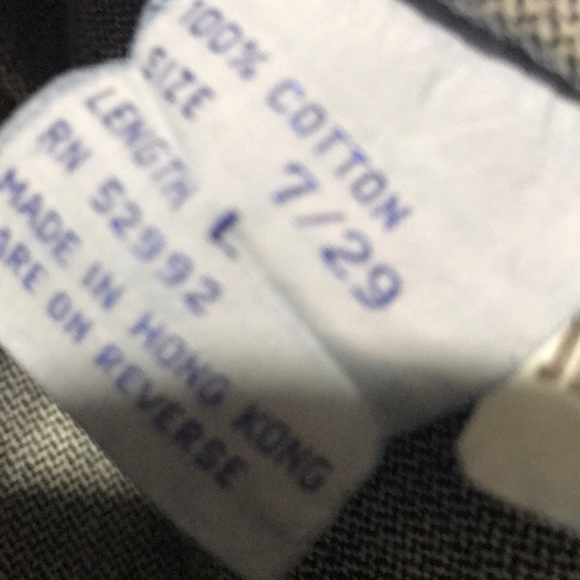 100% COTTON
SIZE 7/29
LENGTH L
RN 52992
MADE IN HONG KONG
ARE ON REVERSE